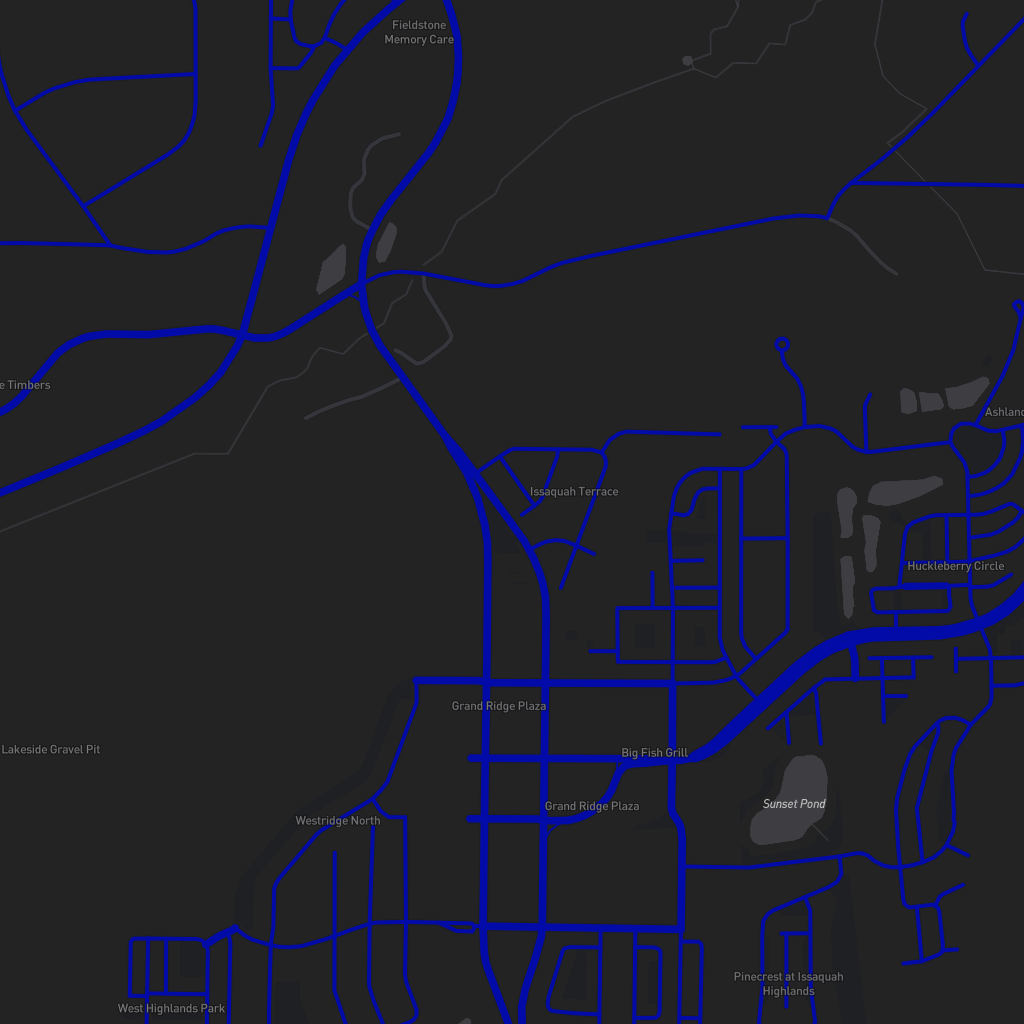 Fieldstone
Memory Care
e Timbers
Ashland
Issaquah Terrace
Huckleberry Circle
Grand Ridge Plaza
Lakeside Gravel Pit
Big Fish Grill
Sunset Pond
Grand Ridge Plaza
Westridge North
Pinecrest at Issaquah
Highlands
West Highlands Park